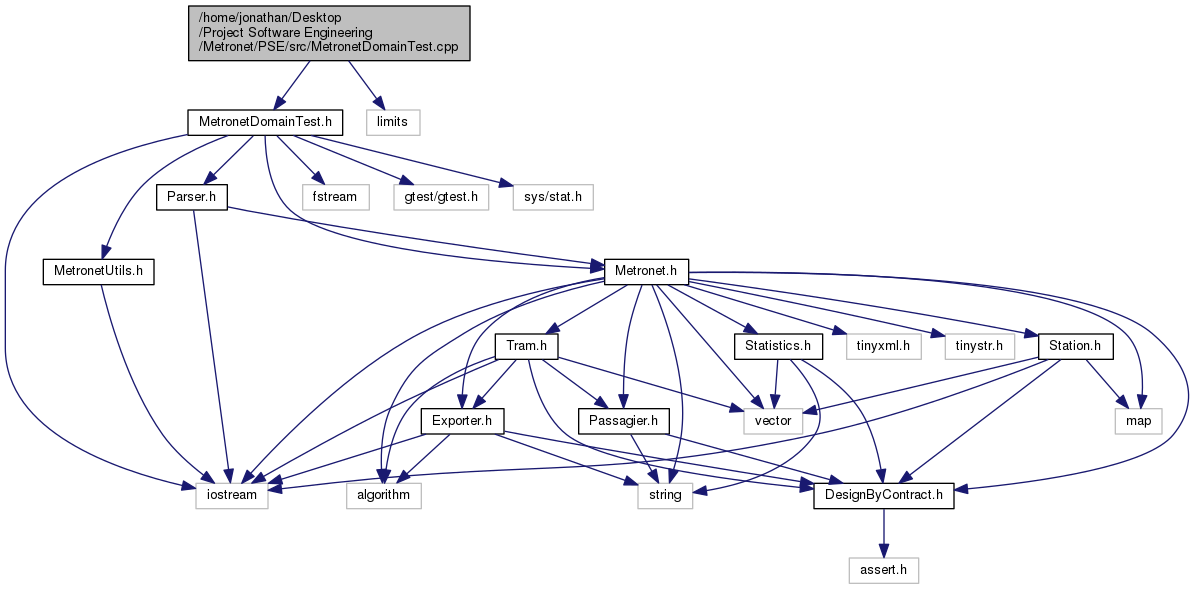 /home/jonathan/Desktop
/Project Software Engineering
/Metronet/PSE/src/MetronetDomainTest.cpp
MetronetDomainTest.h
limits
Parser.h
fstream
gtest/gtest.h
sys/stat.h
MetronetUtils.h
Metronet.h
Tram.h
Statistics.h
tinyxml.h
tinystr.h
Station.h
Exporter.h
Passagier.h
vector
map
iostream
algorithm
string
DesignByContract.h
assert.h